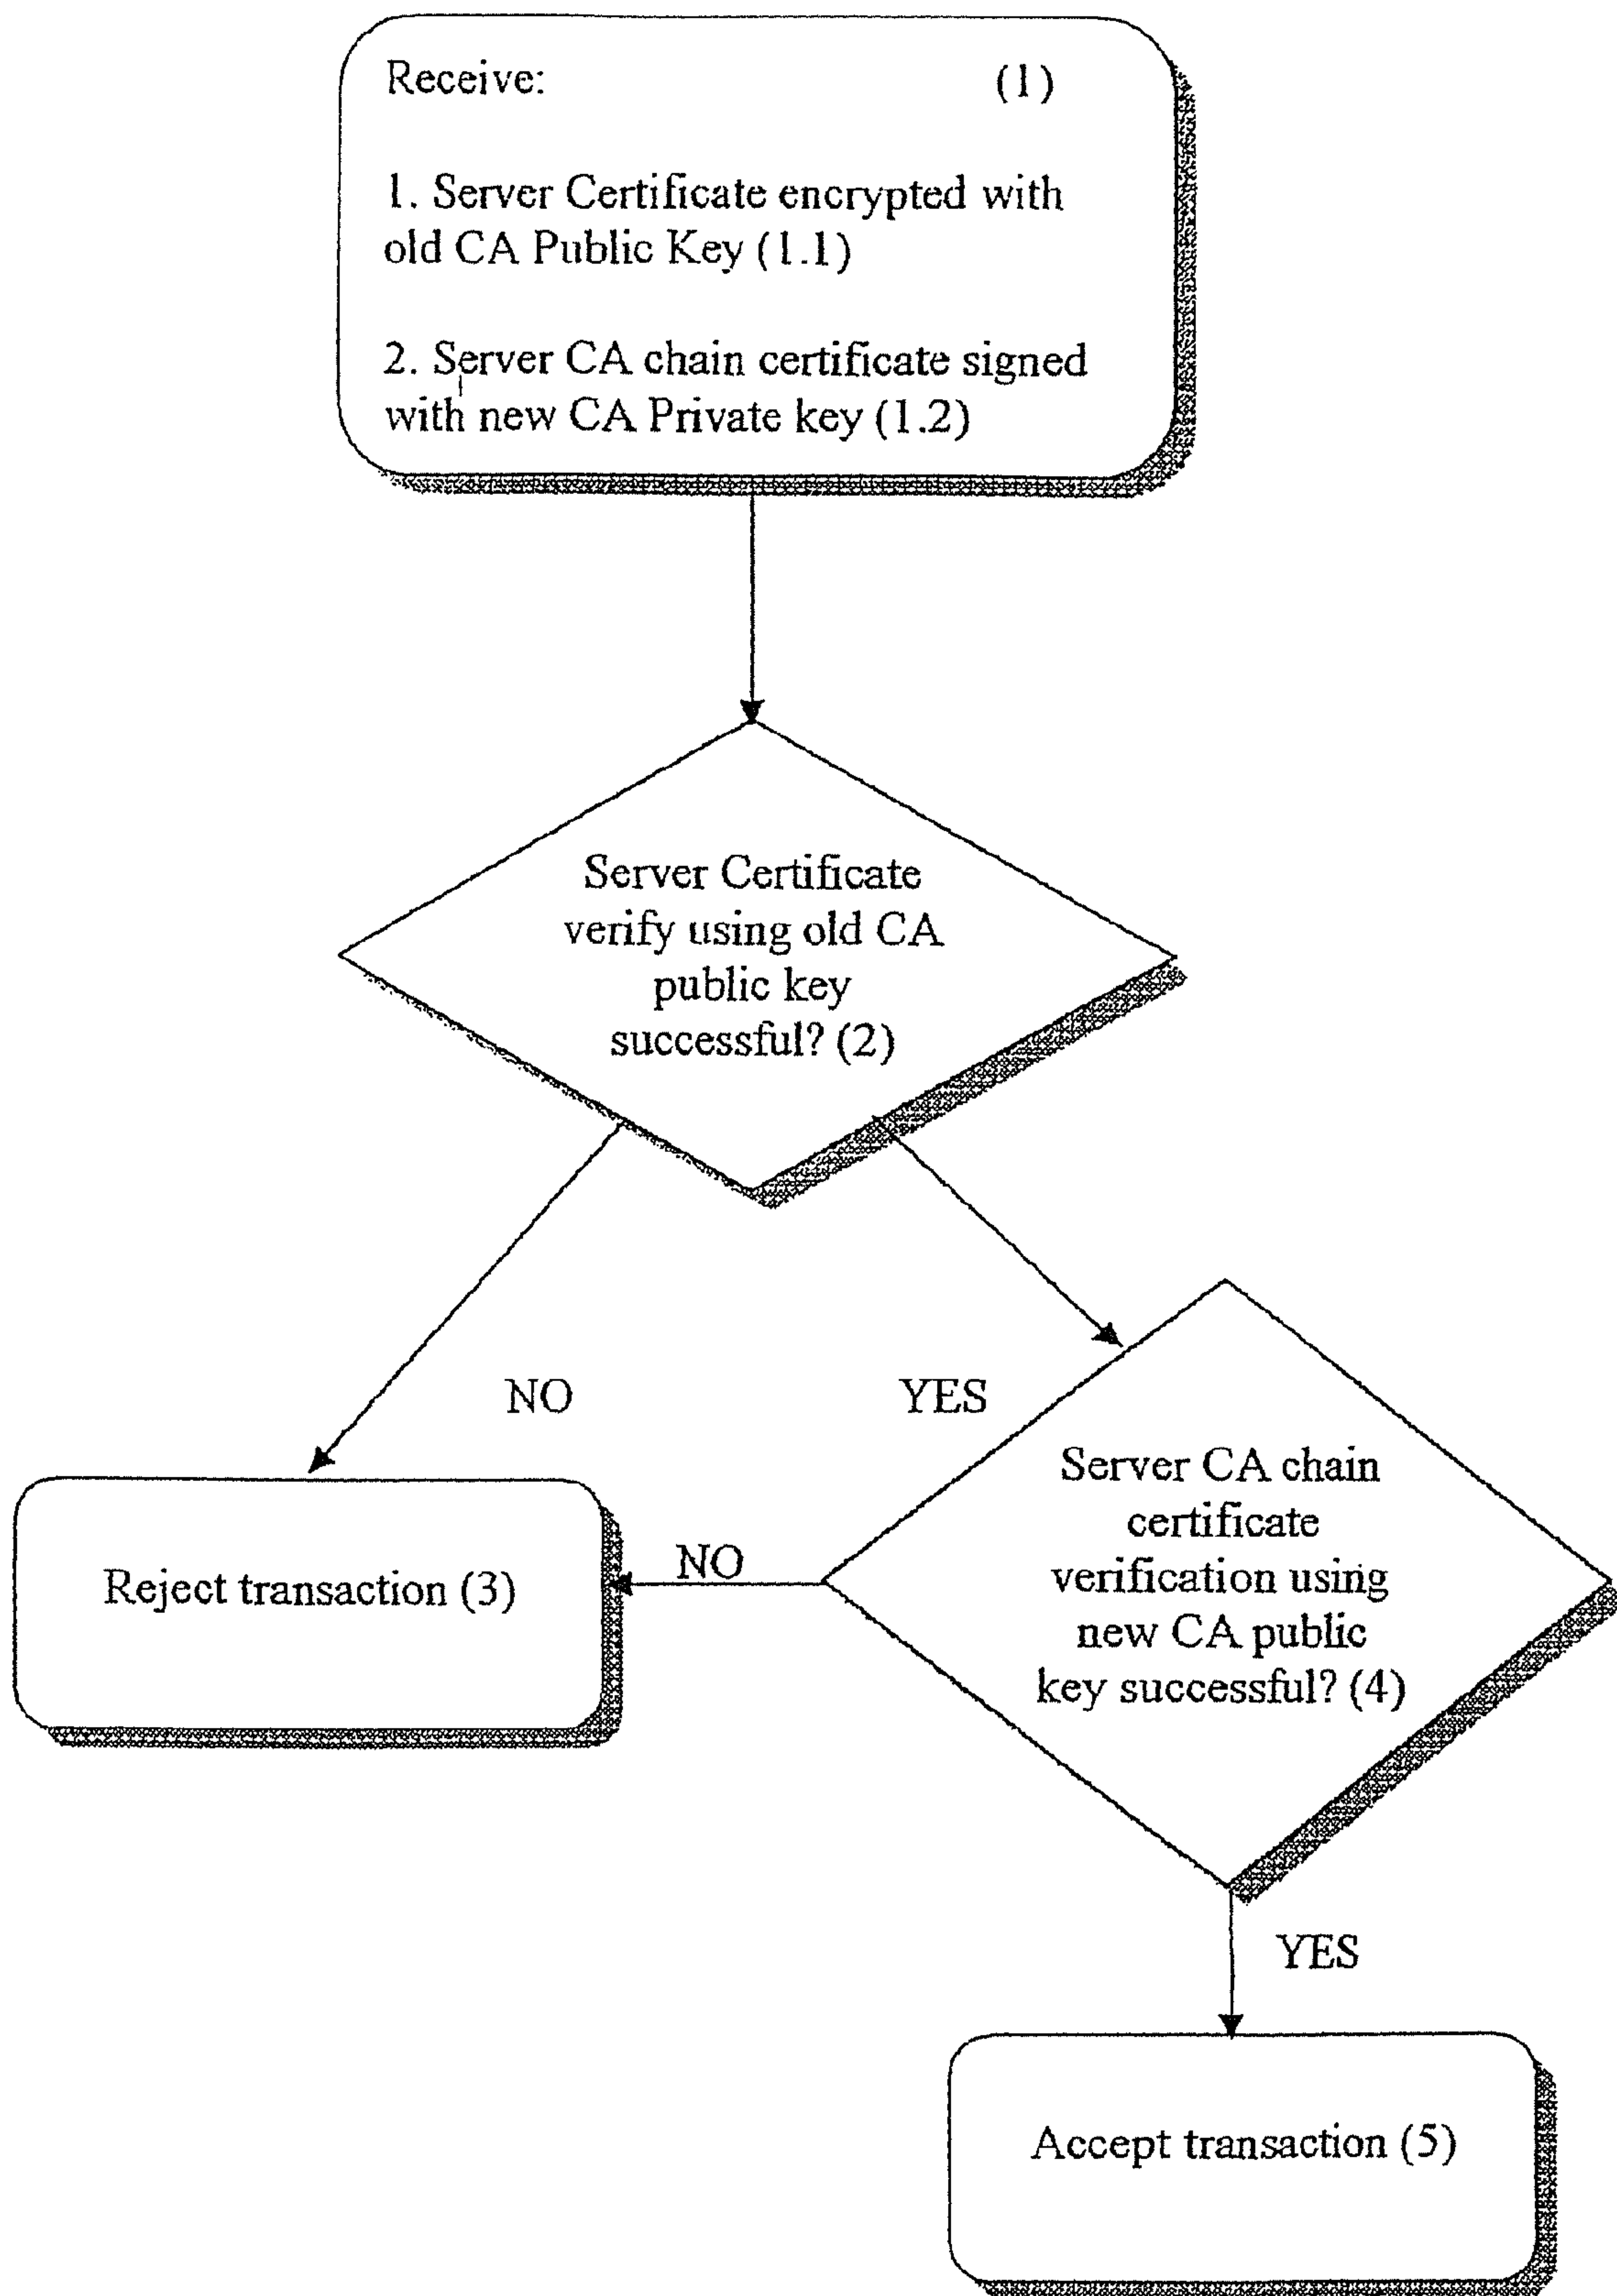 Receive: (1)
1. Server Certificate encrypted with
old CA Public Key (1.1)
2. Server CA chain certificate signed
with new CA Private key (1.2)
Server Certificate
verify using old CA
public key
successful? (2)
NO
YES
Server CA chain
certificate
verification using
new CA public
key successful? (4)
NO
Reject transaction (3)
YES
Accept transaction (5)